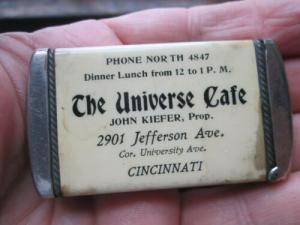 PHONE NORTH 4847
Dinner Lunch from 12 to 1 P. M.
The Universe Cafe
JOHN KIEFER, Prop.
2901 Jefferson Ave.
Cor. University Ave.
CINCINNATI